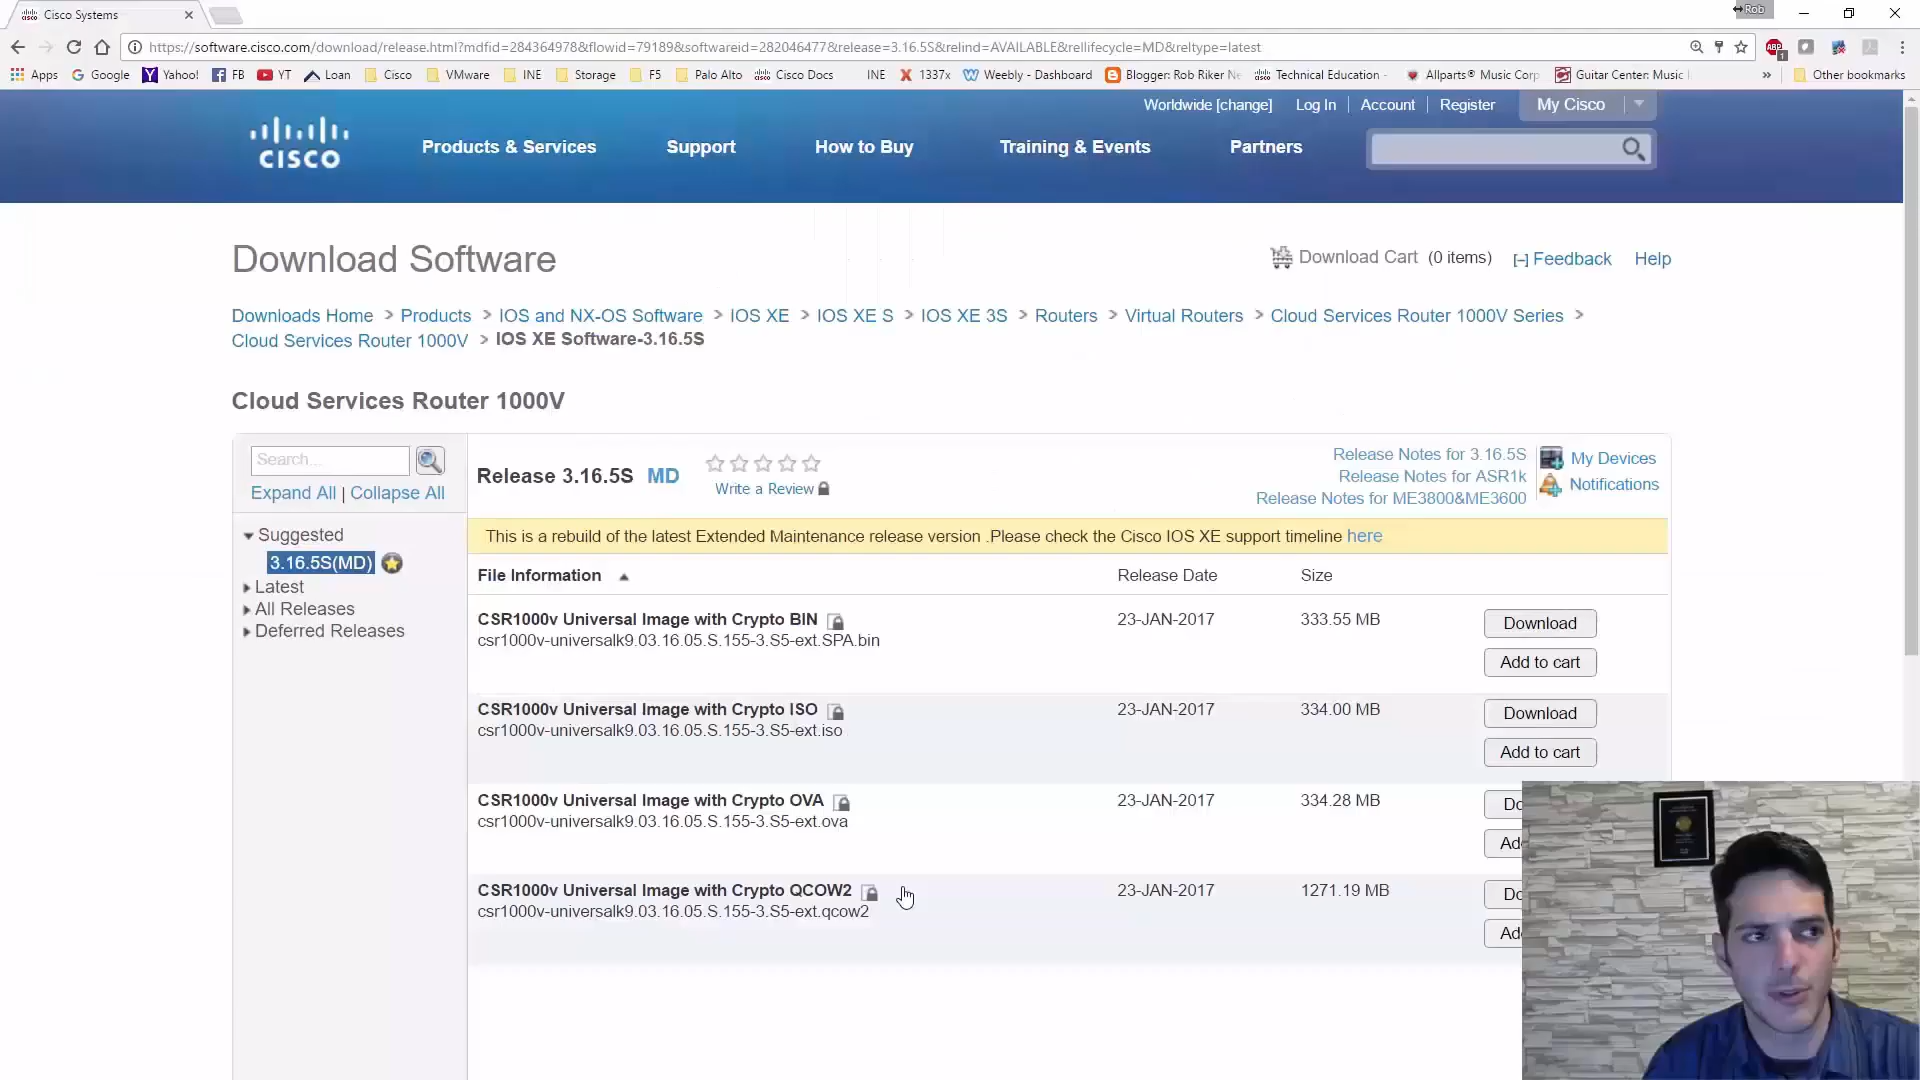 Cisco Systems
Rob
https://software.cisco.com/download/release.html?mdfid=284364978&flowid=79189&softwareid=282046477&release=3.16.5S&relind=AVAILABLE&rellifecycle=MD&reltype=latest
ABP 1
Apps Google Yahoo! FB YT Loan Cisco VMware INE Storage F5 Palo Alto Cisco Docs INE 1337x Weebly - Dashboard Blogger: Rob Riker Ne Technical Education - Allparts® Music Corp Guitar Center: Music » Other bookmarks
Worldwide [change] Log In Account Register My Cisco
CISCO Products & Services Support How to Buy Training & Events Partners
Download Software
Download Cart (0 items) [–] Feedback Help
Downloads Home > Products > IOS and NX-OS Software > IOS XE > IOS XE S > IOS XE 3S > Routers > Virtual Routers > Cloud Services Router 1000V Series >
Cloud Services Router 1000V > IOS XE Software-3.16.5S
Cloud Services Router 1000V
Search...
Expand All | Collapse All
Suggested
3.16.5S(MD)
Latest
All Releases
Deferred Releases
Release 3.16.5S MD
Write a Review
Release Notes for 3.16.5S
Release Notes for ASR1k
Release Notes for ME3800&ME3600
My Devices
Notifications
This is a rebuild of the latest Extended Maintenance release version .Please check the Cisco IOS XE support timeline here
File Information Release Date Size
CSR1000v Universal Image with Crypto BIN 23-JAN-2017 333.55 MB Download
csr1000v-universalk9.03.16.05.S.155-3.S5-ext.SPA.bin
Add to cart
CSR1000v Universal Image with Crypto ISO 23-JAN-2017 334.00 MB Download
csr1000v-universalk9.03.16.05.S.155-3.S5-ext.iso
Add to cart
CSR1000v Universal Image with Crypto OVA 23-JAN-2017 334.28 MB Do
csr1000v-universalk9.03.16.05.S.155-3.S5-ext.ova
Ad
CSR1000v Universal Image with Crypto QCOW2 23-JAN-2017 1271.19 MB Do
csr1000v-universalk9.03.16.05.S.155-3.S5-ext.qcow2
Ad